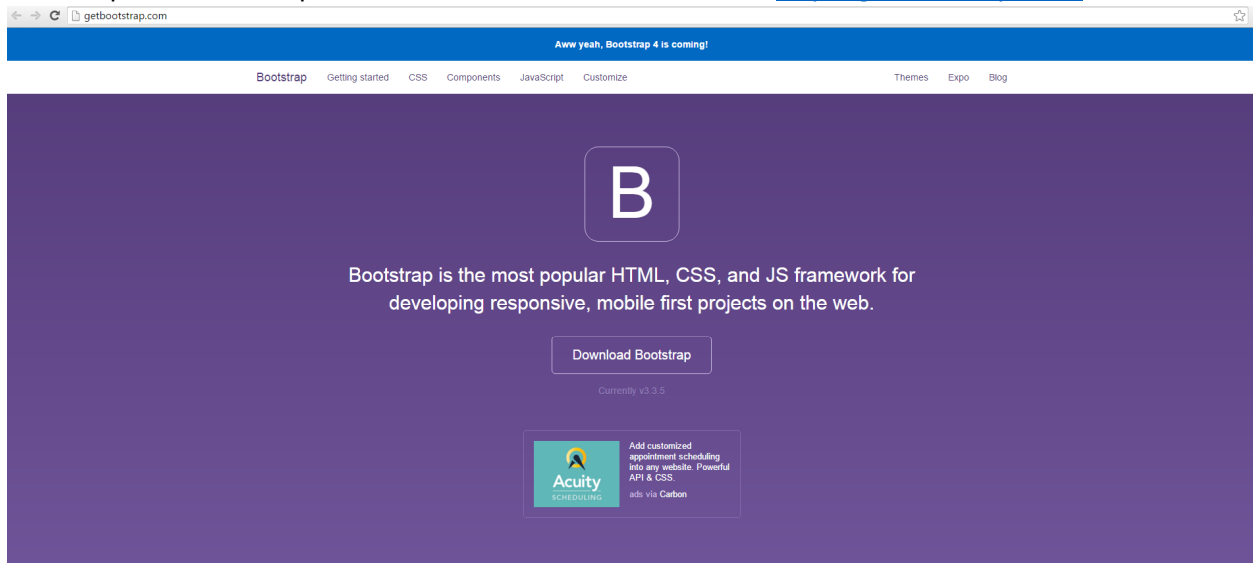 getbootstrap.com
Aww yeah, Bootstrap 4 is coming!
Bootstrap Getting started CSS Components JavaScript Customize Themes Expo Blog
B
Bootstrap is the most popular HTML, CSS, and JS framework for
developing responsive, mobile first projects on the web.
Download Bootstrap
Currently v3.3.5
Acuity
SCHEDULING
Add customized
appointment scheduling
into any website. Powerful
API & CSS.
ads via Carbon